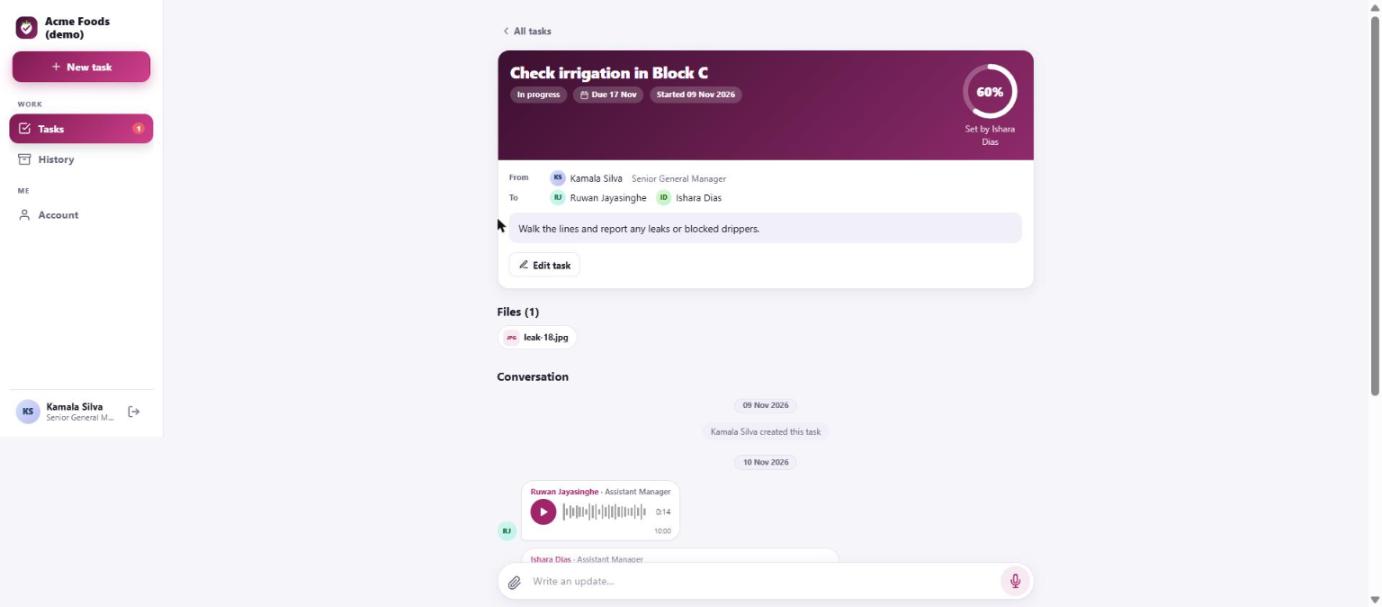 Acme Foods
(demo)
+ New task
WORK
Tasks
1
History
ME
Account
KS
Kamala Silva
Senior General M...
< All tasks
Check irrigation in Block C
In progress
Due 17 Nov
Started 09 Nov 2026
60%
Set by Ishara
Dias
From KS Kamala Silva Senior General Manager
To RJ Ruwan Jayasinghe ID Ishara Dias
Walk the lines and report any leaks or blocked drippers.
Edit task
Files (1)
JPG leak-18.jpg
Conversation
09 Nov 2026
Kamala Silva created this task
10 Nov 2026
Ruwan Jayasinghe · Assistant Manager
0:14
10:00
RJ
Ishara Dias · Assistant Manager
Write an update...